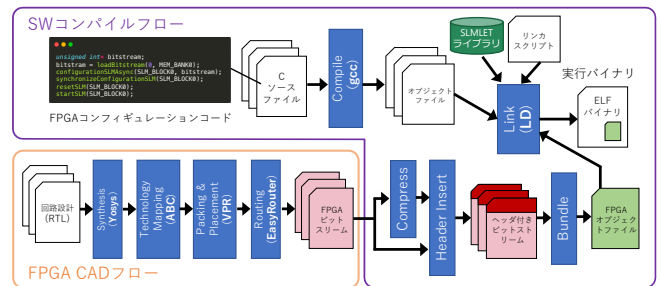 SWコンパイルフロー
unsigned int* bitstream;
bitstram = loadBitstream(0, MEM_BANK0);
configurationSLMAsync(SLM_BLOCK0, bitstream);
synchronizeConfigurationSLM(SLM_BLOCK0);
resetSLM(SLM_BLOCK0);
startSLM(SLM_BLOCK0);
FPGAコンフィギュレーションコード
C
ソース
ファイル
Compile
(gcc)
オブジェクト
ファイル
SLMLET
ライブラリ
リンカ
スクリプト
Link
(LD)
実行バイナリ
ELF
バイナリ
回路設計
(RTL)
Synthesis
(Yosys)
Technology
Mapping
(ABC)
Packing &
Placement
(VPR)
Routing
(EasyRouter)
FPGA
ビット
ストリーム
Compress
Header Insert
ヘッダ付き
ビットスト
リーム
Bundle
FPGA
オブジェク
トファイル
FPGA CADフロー